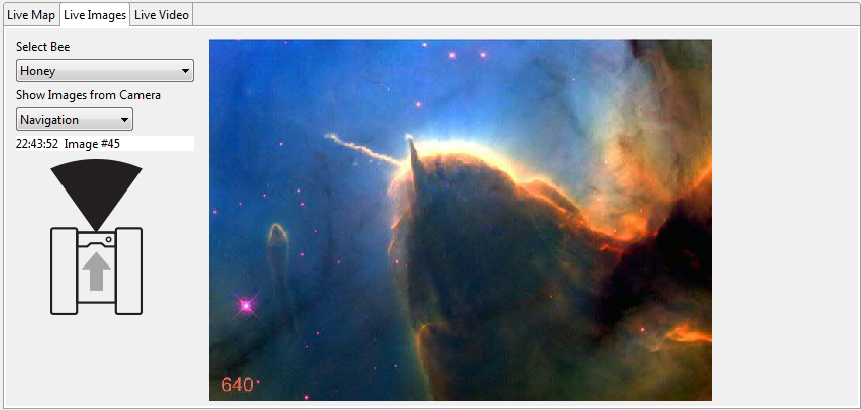 Live Map Live Images Live Video
Select Bee
Honey
Show Images from Camera
Navigation
22:43:52 Image #45
640